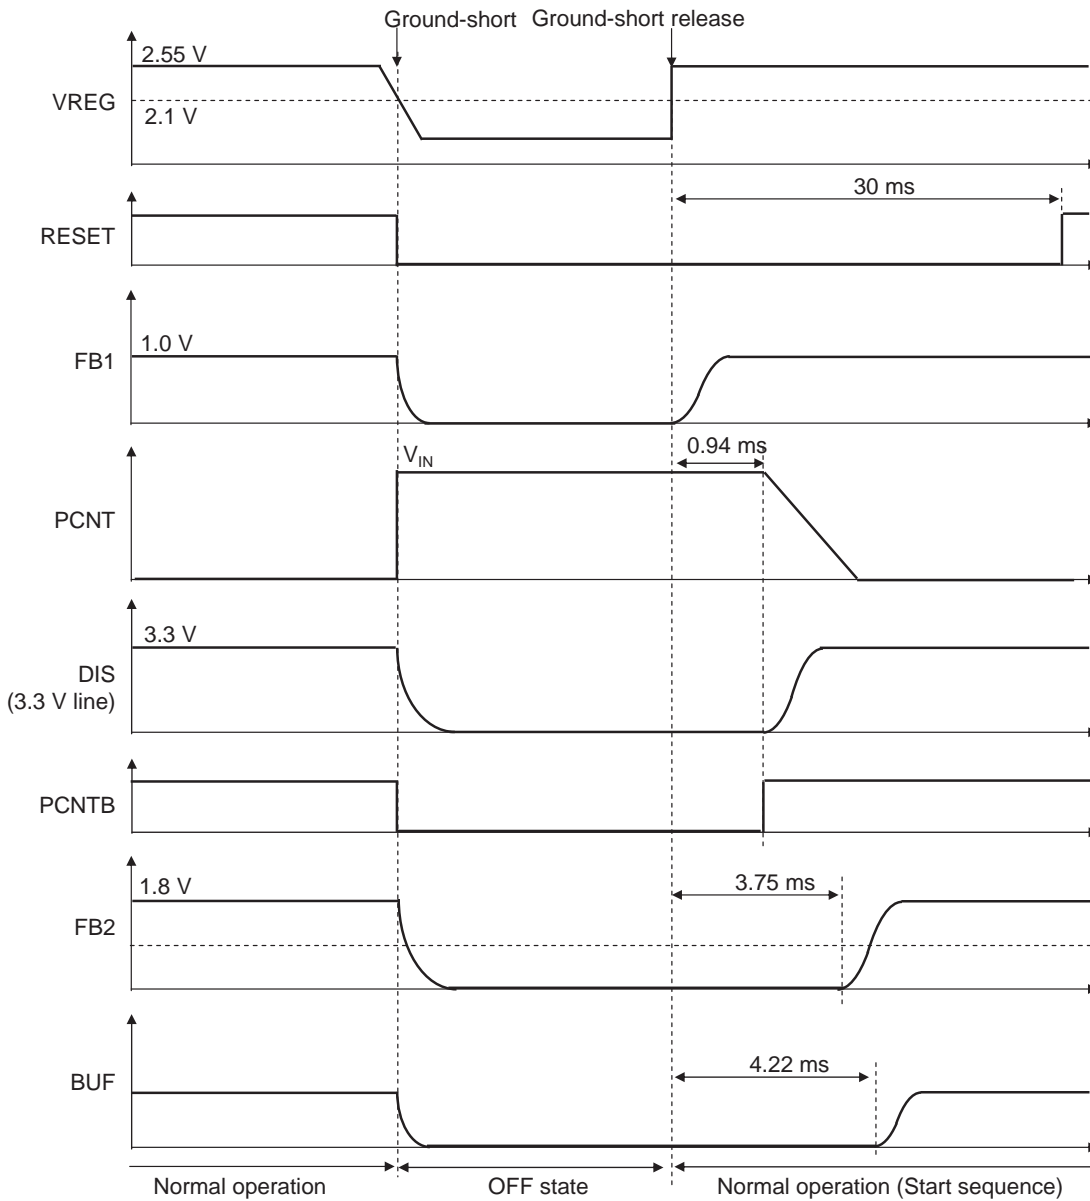 Ground-short Ground-short release
2.55 V
VREG
2.1 V
30 ms
RESET
1.0 V
FB1
0.94 ms
VIN
PCNT
3.3 V
DIS
(3.3 V line)
PCNTB
1.8 V
3.75 ms
FB2
4.22 ms
BUF
Normal operation OFF state Normal operation (Start sequence)